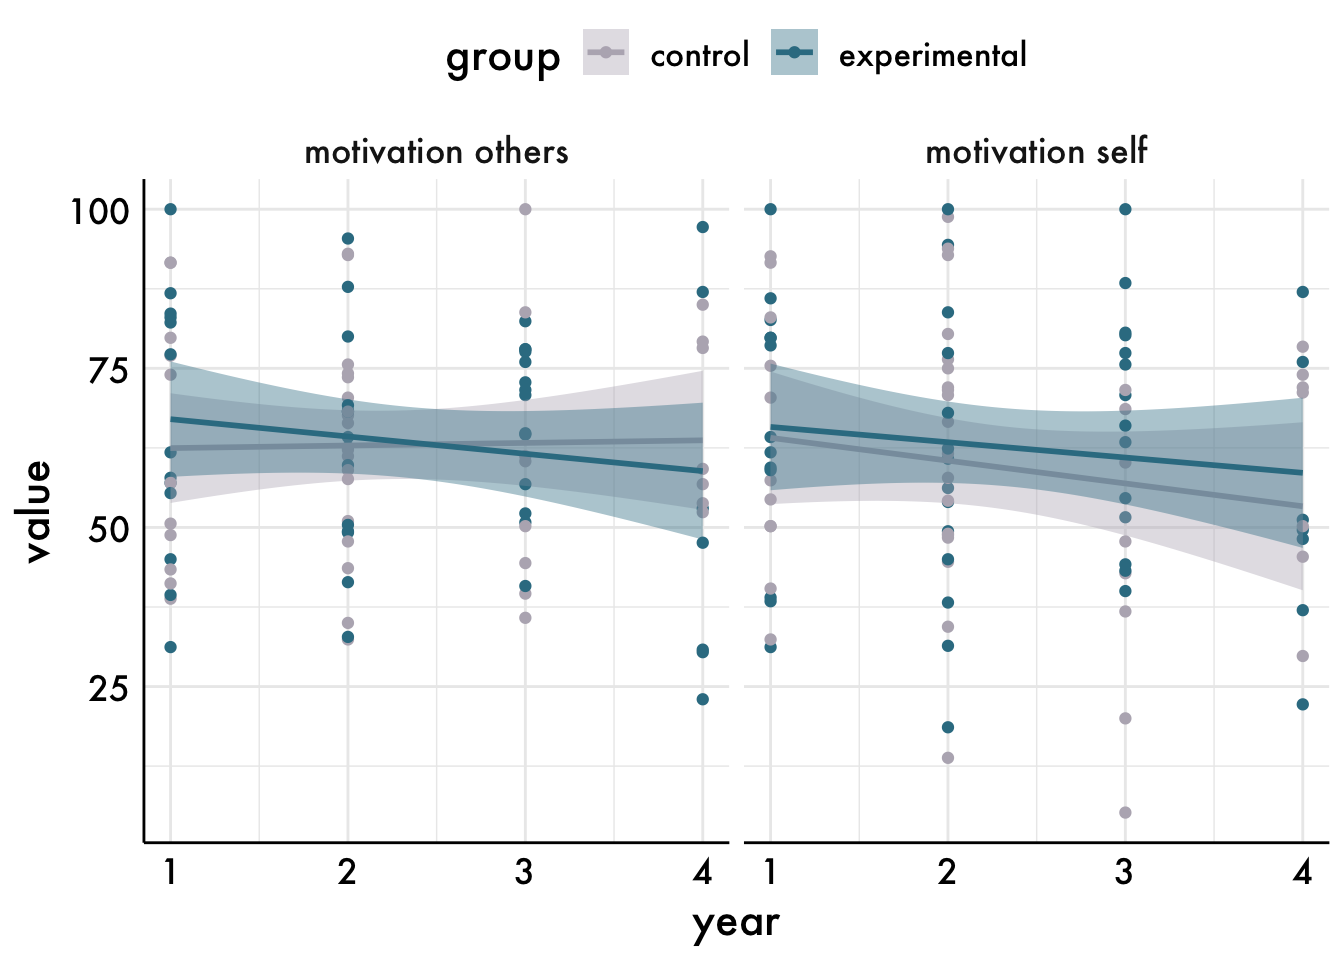 group control experimental
motivation others motivation self
100
75
50
25
value
1 2 3 4 1 2 3 4
year